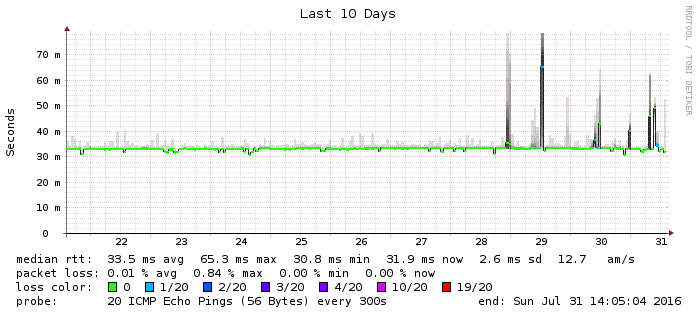 Last 10 Days
RRDTOOL / TOBI OETIKER
Seconds
70 m
60 m
50 m
40 m
30 m
20 m
10 m
0
22 23 24 25 26 27 28 29 30 31
median rtt: 33.5 ms avg 65.3 ms max 30.8 ms min 31.9 ms now 2.6 ms sd 12.7 am/s
packet loss: 0.01 % avg 0.84 % max 0.00 % min 0.00 % now
loss color: 0 1/20 2/20 3/20 4/20 10/20 19/20
probe: 20 ICMP Echo Pings (56 Bytes) every 300s end: Sun Jul 31 14:05:04 2016